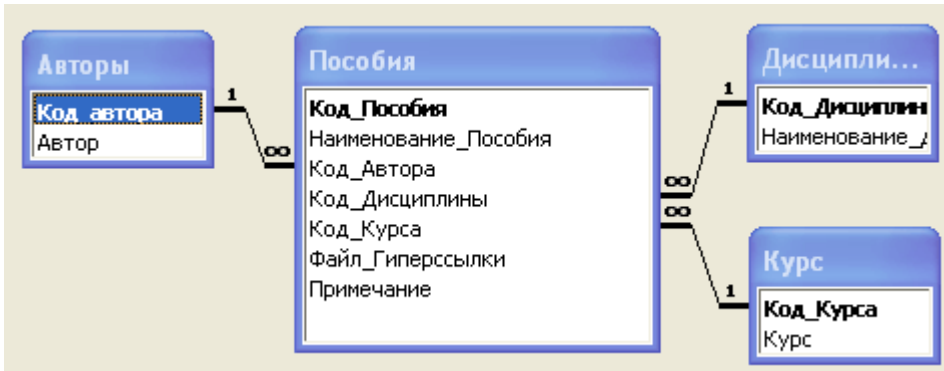 Авторы
Код_автора
Автор
1
∞
Пособия
Код_Пособия
Наименование_Пособия
Код_Автора
Код_Дисциплины
Код_Курса
Файл_Гиперссылки
Примечание
∞
∞
1
1
Дисципли...
Код_Дисциплин
Наименование_
Курс
Код_Курса
Курс